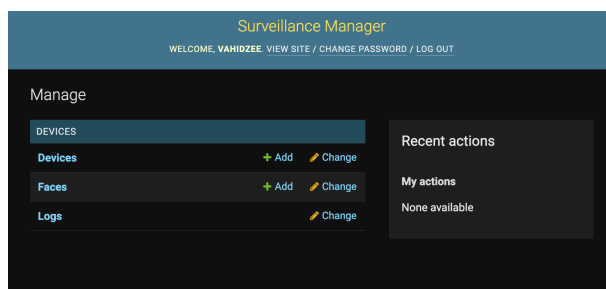 Surveillance Manager
WELCOME, VAHIDZEE. VIEW SITE / CHANGE PASSWORD / LOG OUT
Manage
DEVICES
Devices Add Change
Faces Add Change
Logs Change
Recent actions
My actions
None available